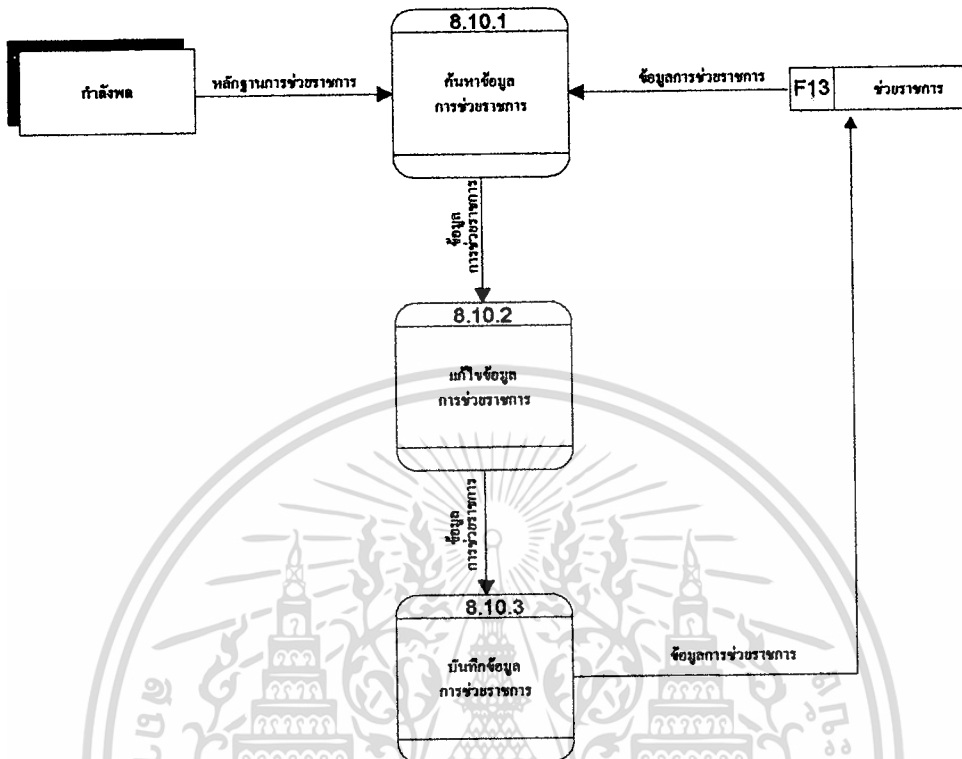 8.10.1
กำลังพล
หลักฐานการช่วยราชการ
ค้นหาข้อมูล
การช่วยราชการ
ข้อมูลการช่วยราชการ
F13
ช่วยราชการ
ข้อมูล
การช่วยราชการ
8.10.2
แก้ไขข้อมูล
การช่วยราชการ
ข้อมูล
การช่วยราชการ
8.10.3
บันทึกข้อมูล
การช่วยราชการ
ข้อมูลการช่วยราชการ